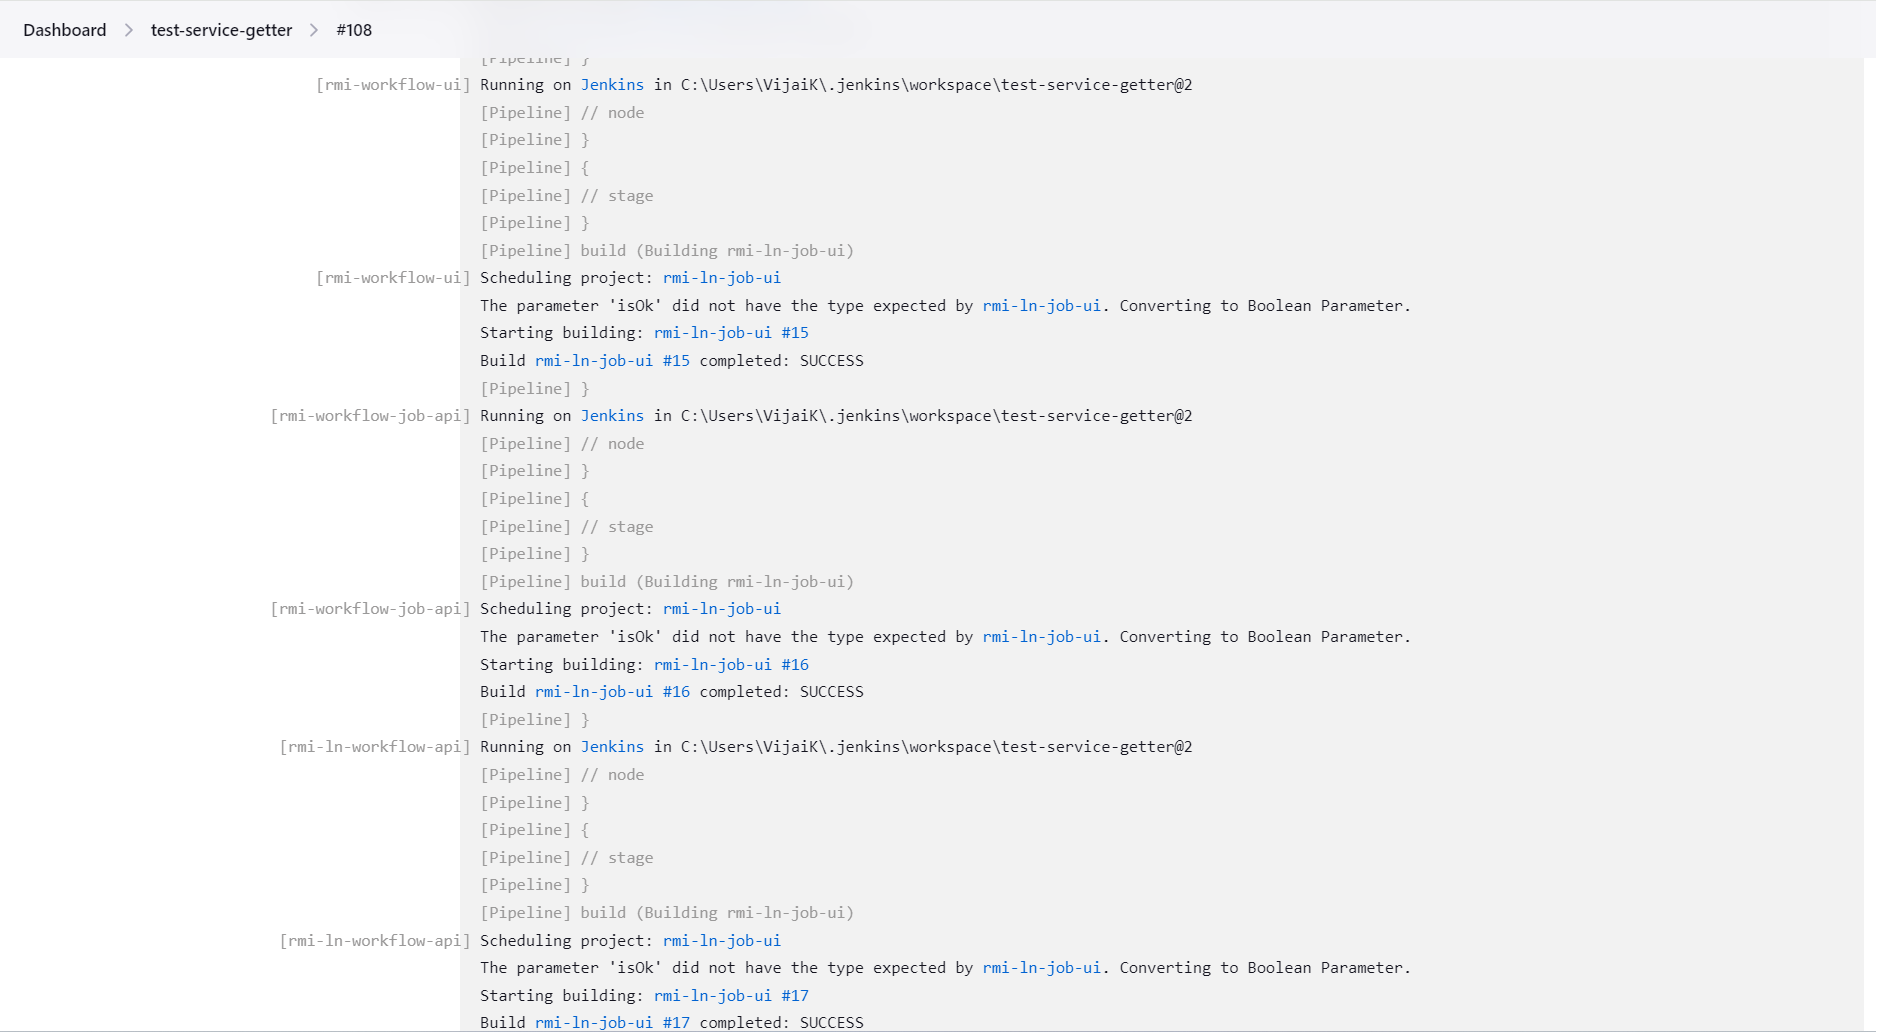 Dashboard > test-service-getter > #108
[Pipeline] }
[rmi-workflow-ui] Running on Jenkins in C:\Users\VijaiK\.jenkins\workspace\test-service-getter@2
[Pipeline] // node
[Pipeline] }
[Pipeline] {
[Pipeline] // stage
[Pipeline] }
[Pipeline] build (Building rmi-ln-job-ui)
[rmi-workflow-ui] Scheduling project: rmi-ln-job-ui
The parameter 'isOk' did not have the type expected by rmi-ln-job-ui. Converting to Boolean Parameter.
Starting building: rmi-ln-job-ui #15
Build rmi-ln-job-ui #15 completed: SUCCESS
[Pipeline] }
[rmi-workflow-job-api] Running on Jenkins in C:\Users\VijaiK\.jenkins\workspace\test-service-getter@2
[Pipeline] // node
[Pipeline] }
[Pipeline] {
[Pipeline] // stage
[Pipeline] }
[Pipeline] build (Building rmi-ln-job-ui)
[rmi-workflow-job-api] Scheduling project: rmi-ln-job-ui
The parameter 'isOk' did not have the type expected by rmi-ln-job-ui. Converting to Boolean Parameter.
Starting building: rmi-ln-job-ui #16
Build rmi-ln-job-ui #16 completed: SUCCESS
[Pipeline] }
[rmi-ln-workflow-api] Running on Jenkins in C:\Users\VijaiK\.jenkins\workspace\test-service-getter@2
[Pipeline] // node
[Pipeline] }
[Pipeline] {
[Pipeline] // stage
[Pipeline] }
[Pipeline] build (Building rmi-ln-job-ui)
[rmi-ln-workflow-api] Scheduling project: rmi-ln-job-ui
The parameter 'isOk' did not have the type expected by rmi-ln-job-ui. Converting to Boolean Parameter.
Starting building: rmi-ln-job-ui #17
Build rmi-ln-job-ui #17 completed: SUCCESS